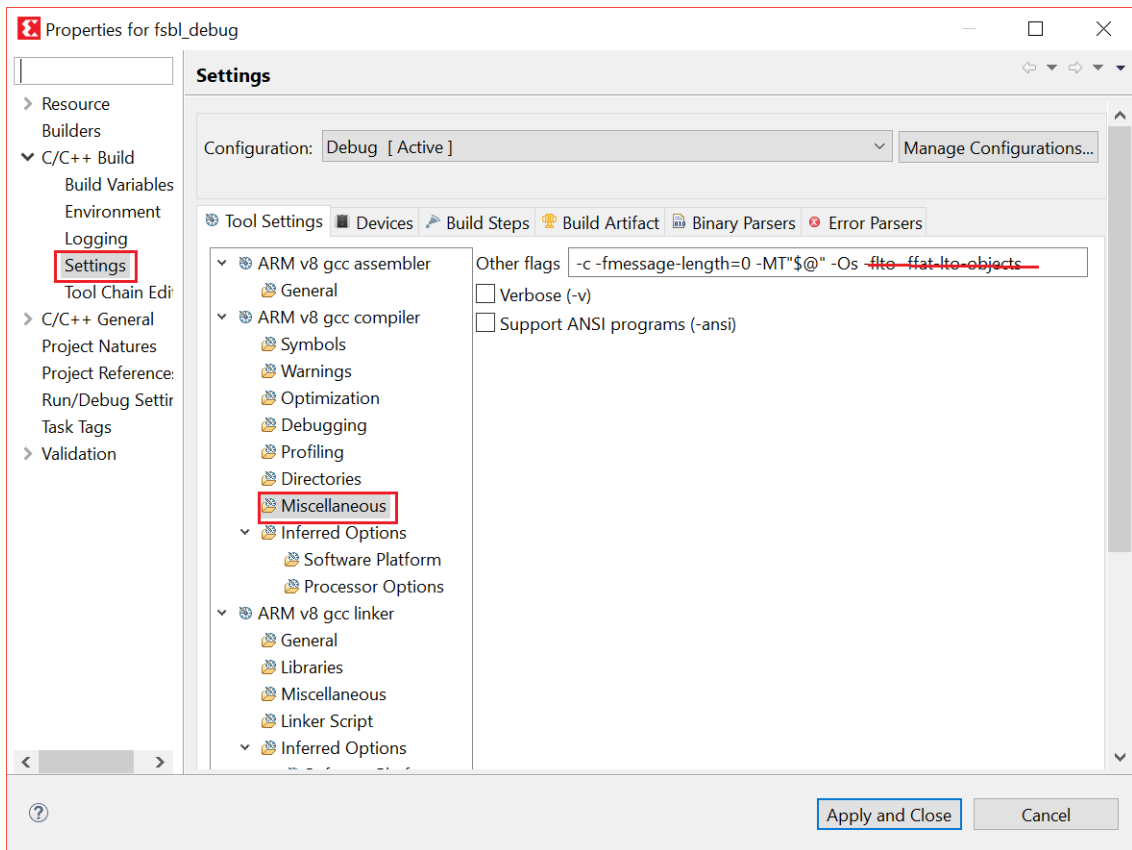 Properties for fsbl_debug
Settings
Resource
Builders
C/C++ Build
Build Variables
Environment
Logging
Settings
Tool Chain Edi
C/C++ General
Project Natures
Project Reference
Run/Debug Settin
Task Tags
Validation
Configuration: Debug [ Active ] Manage Configurations...
Tool Settings Devices Build Steps Build Artifact Binary Parsers Error Parsers
ARM v8 gcc assembler
General
ARM v8 gcc compiler
Symbols
Warnings
Optimization
Debugging
Profiling
Directories
Miscellaneous
Inferred Options
Software Platform
Processor Options
ARM v8 gcc linker
General
Libraries
Miscellaneous
Linker Script
Inferred Options
Other flags -c -fmessage-length=0 -MT"$@" -Os -flto -ffat-lto-objects
Verbose (-v)
Support ANSI programs (-ansi)
Apply and Close Cancel